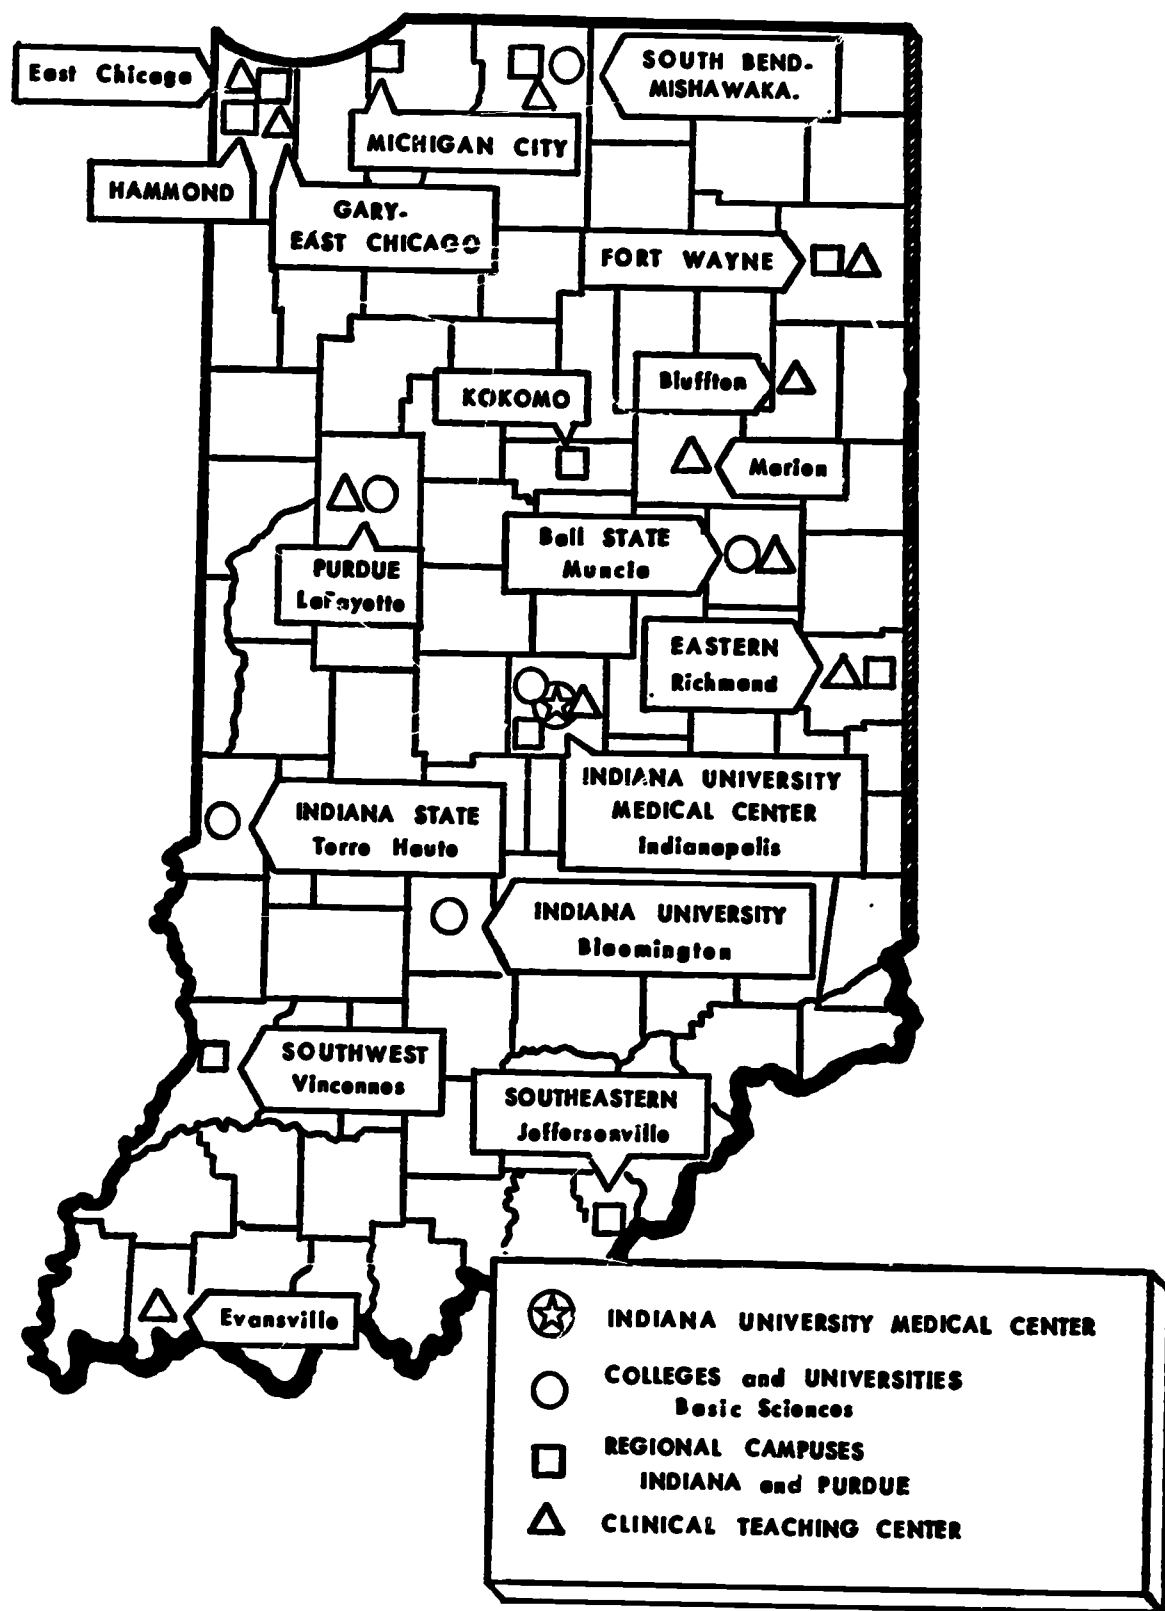 East Chicago
SOUTH BEND-
MISHAWAKA.
MICHIGAN CITY
HAMMOND
GARY-
EAST CHICAGO
FORT WAYNE
Bluffton
KOKOMO
Marion
Ball STATE
Muncie
PURDUE
LaFayette
EASTERN
Richmond
INDIANA UNIVERSITY
MEDICAL CENTER
Indianapolis
INDIANA STATE
Terre Haute
INDIANA UNIVERSITY
Bloomington
SOUTHWEST
Vincennes
SOUTHEASTERN
Jeffersonville
Evansville
INDIANA UNIVERSITY MEDICAL CENTER
COLLEGES and UNIVERSITIES
Basic Sciences
REGIONAL CAMPUSES
INDIANA and PURDUE
CLINICAL TEACHING CENTER